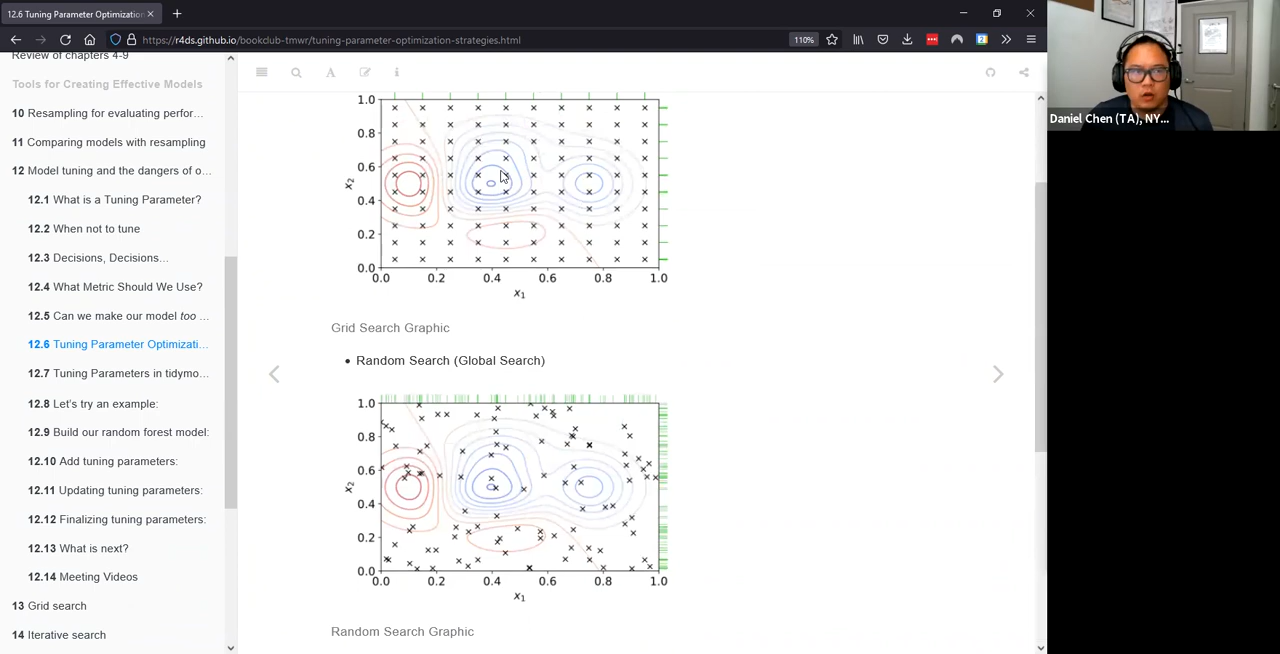 12.6 Tuning Parameter Optimization
https://r4ds.github.io/bookclub-tmwr/tuning-parameter-optimization-strategies.html
110%
Daniel Chen (TA), NY...
Review of chapters 4-9
Tools for Creating Effective Models
10 Resampling for evaluating perfor...
11 Comparing models with resampling
12 Model tuning and the dangers of o...
12.1 What is a Tuning Parameter?
12.2 When not to tune
12.3 Decisions, Decisions...
12.4 What Metric Should We Use?
12.5 Can we make our model too ...
12.6 Tuning Parameter Optimizati...
12.7 Tuning Parameters in tidymo...
12.8 Let's try an example:
12.9 Build our random forest model:
12.10 Add tuning parameters:
12.11 Updating tuning parameters:
12.12 Finalizing tuning parameters:
12.13 What is next?
12.14 Meeting Videos
13 Grid search
14 Iterative search
1.0
0.8
0.6
0.4
0.2
0.0
x2
0.0 0.2 0.4 0.6 0.8 1.0
x1
Grid Search Graphic
• Random Search (Global Search)
1.0
0.8
0.6
0.4
0.2
0.0
x2
0.0 0.2 0.4 0.6 0.8 1.0
x1
Random Search Graphic